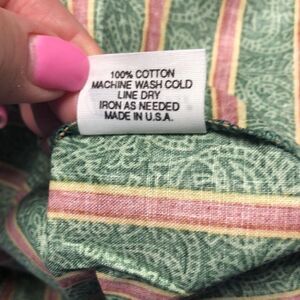 100% COTTON
MACHINE WASH COLD
LINE DRY
IRON AS NEEDED
MADE IN U.S.A.